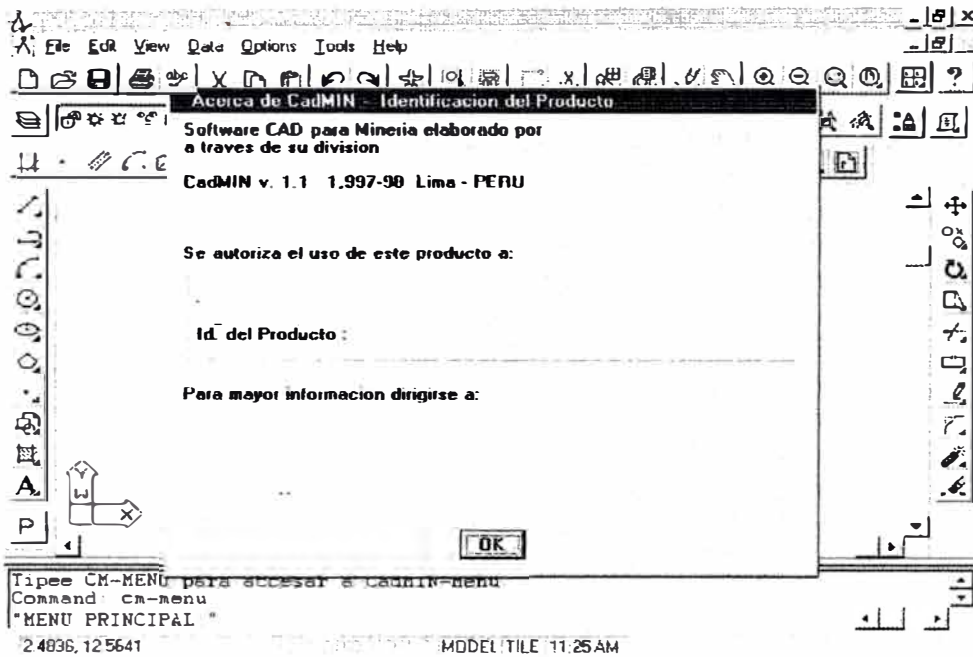 File Edit View Data Options Tools Help
Acerca de CadMIN - Identificacion del Producto
Software CAD para Mineria elaborado por
a traves de su division
CadMIN v. 1.1 1,997-98 Lima - PERU
Se autoriza el uso de este producto a:
Id. del Producto :
Para mayor informacion dirigirse a:
OK
Y
W
X
A
P
Tipee CM-MENU para accesar a CadMIN-menu
Command: cm-menu
"MENU PRINCIPAL "
2.4836, 12.5641 MODEL TILE 11:25 AM